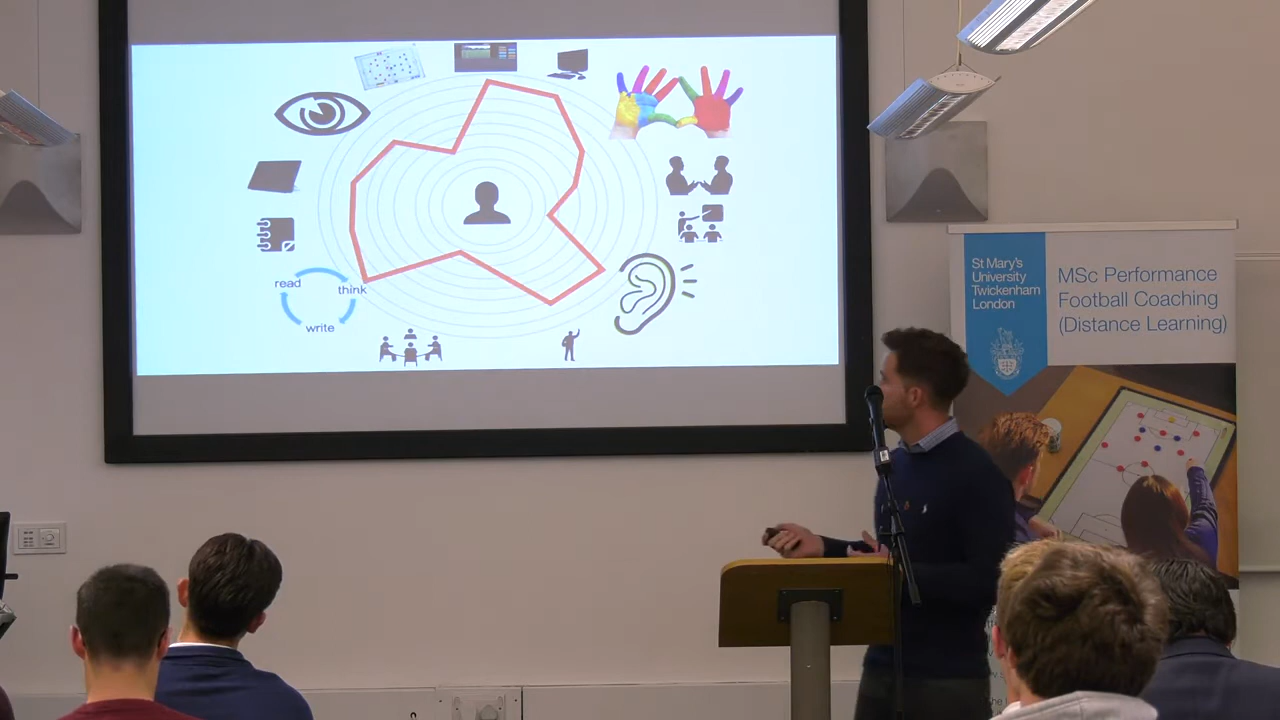 read
think
write
St Mary's
University
Twickenham
London
MSc Performance
Football Coaching
(Distance Learning)